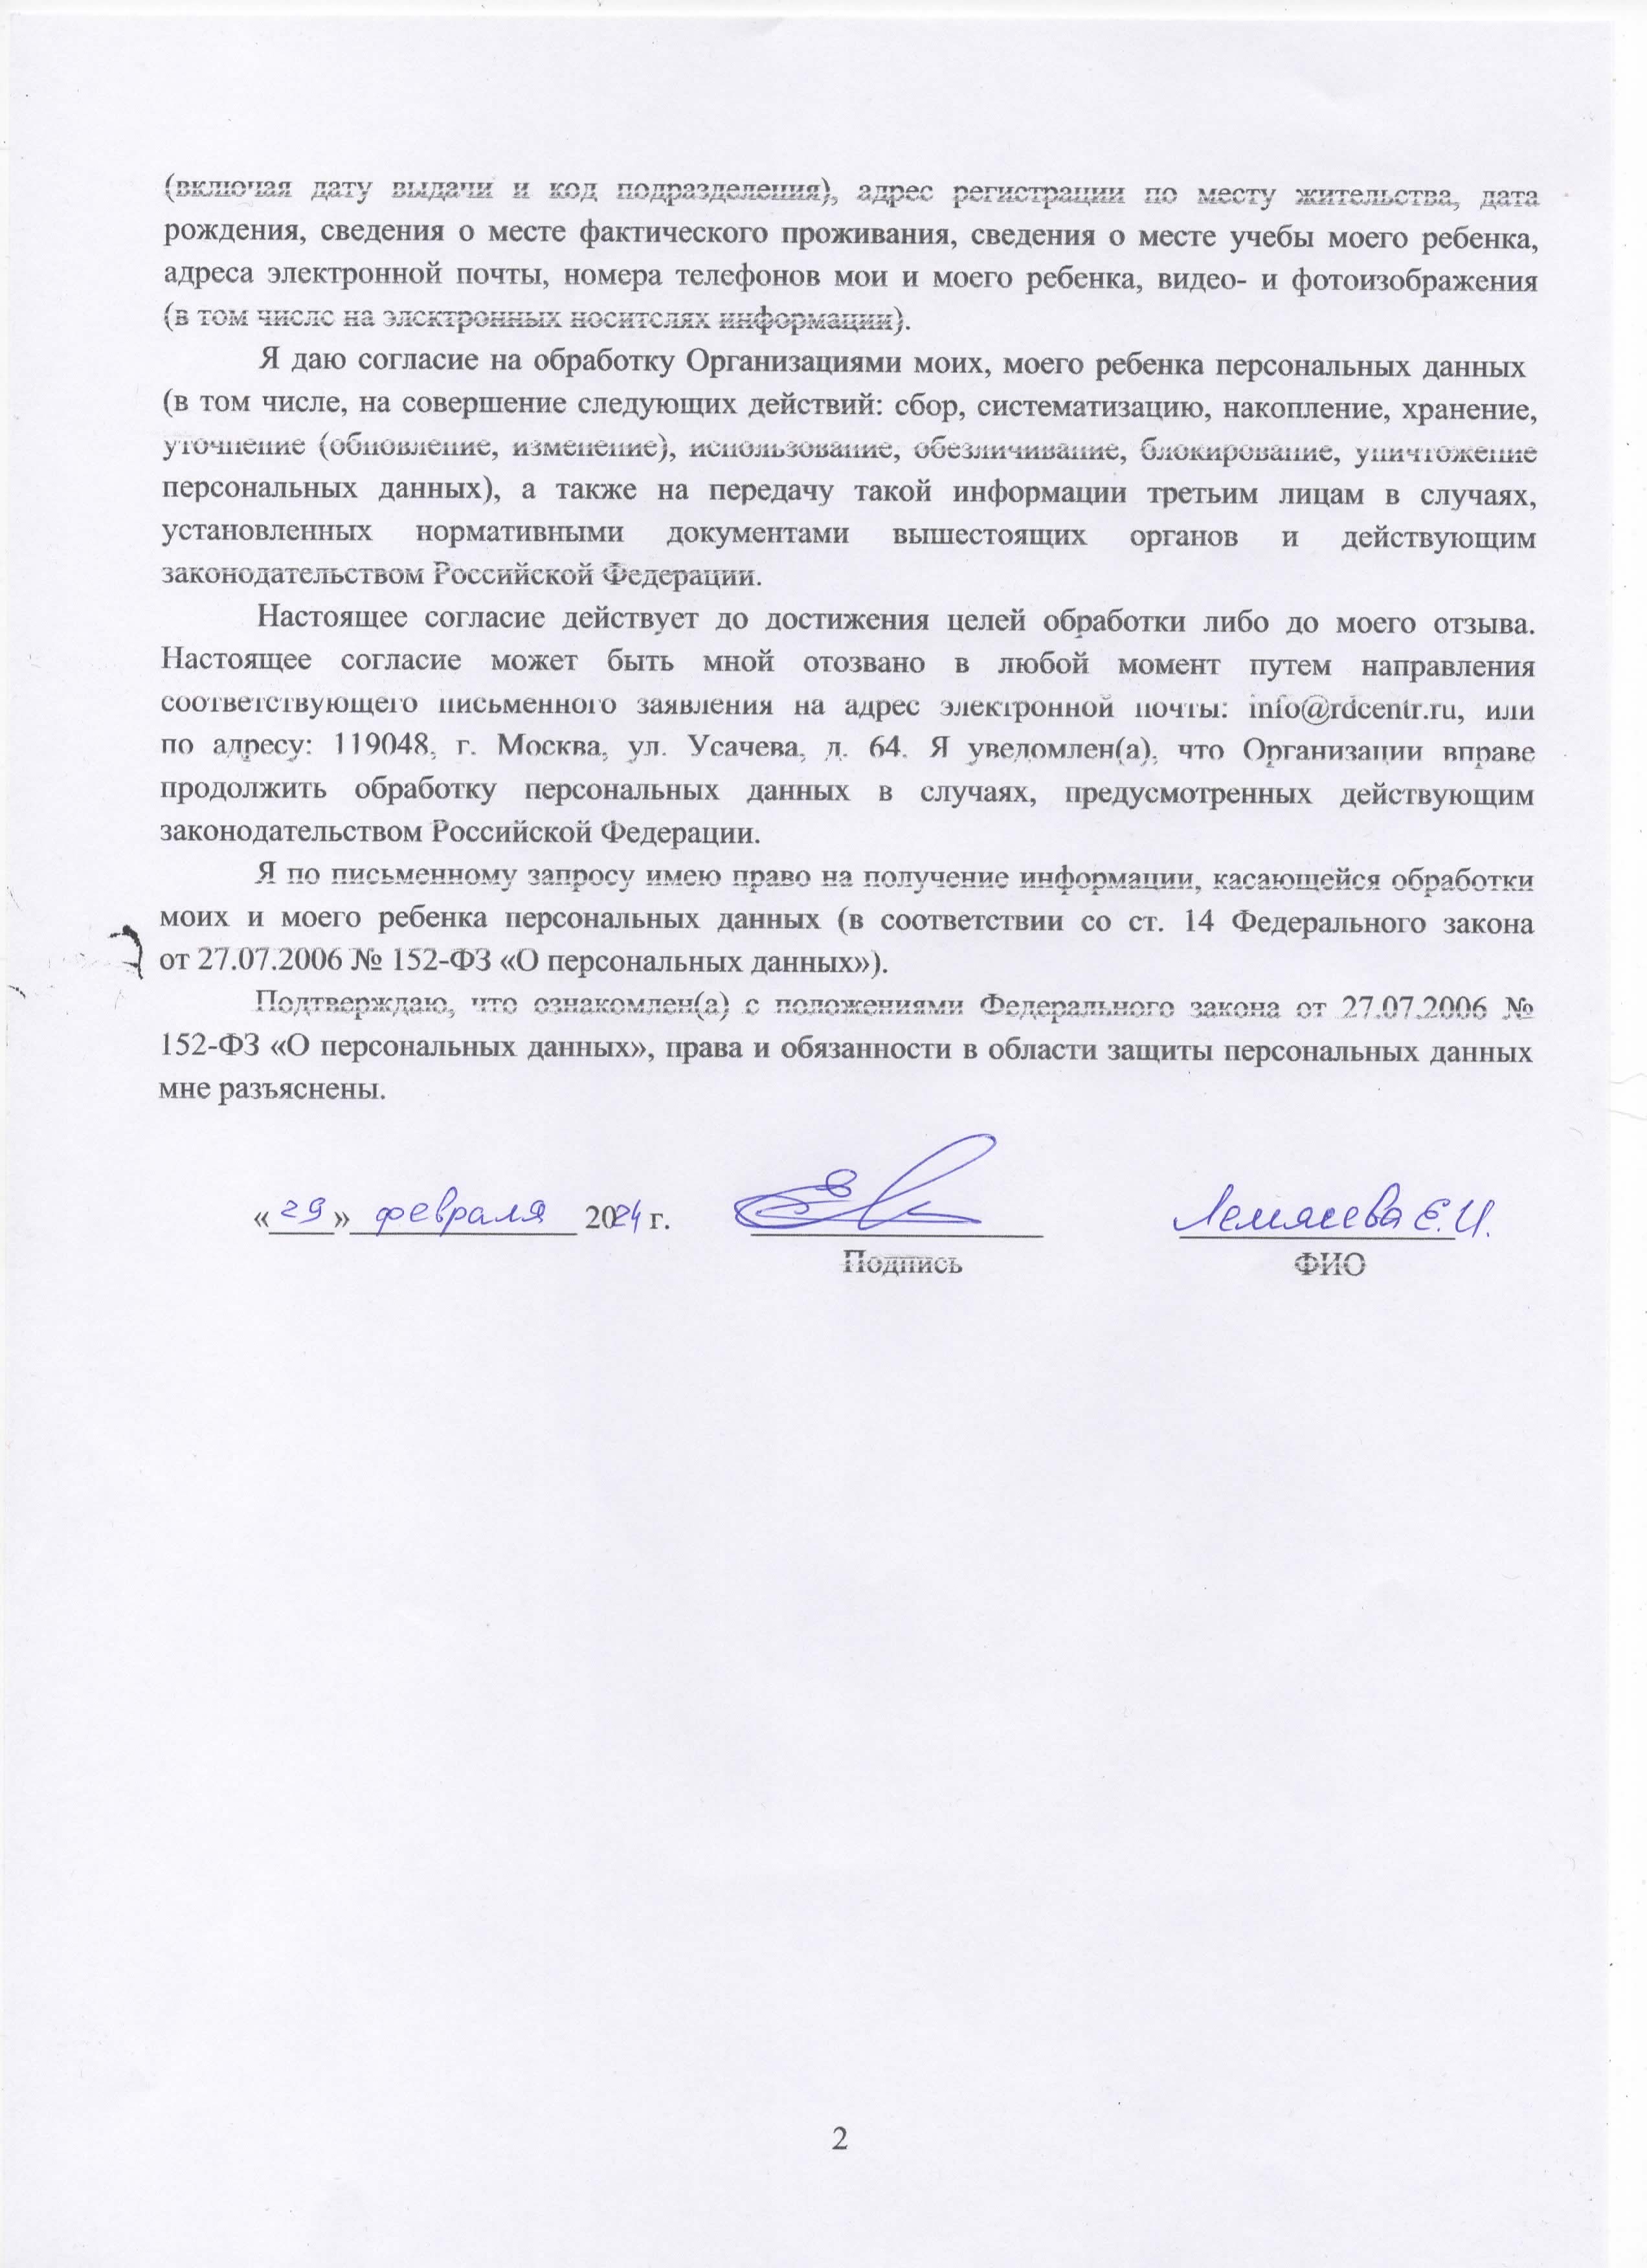 (включая дату выдачи и код подразделения), адрес регистрации по месту жительства, дата
рождения, сведения о месте фактического проживания, сведения о месте учебы моего ребенка,
адреса электронной почты, номера телефонов мои и моего ребенка, видео- и фотоизображения
(в том числе на электронных носителях информации).
Я даю согласие на обработку Организациями моих, моего ребенка персональных данных
(в том числе, на совершение следующих действий: сбор, систематизацию, накопление, хранение,
уточнение (обновление, изменение), использование, обезличивание, блокирование, уничтожение
персональных данных), а также на передачу такой информации третьим лицам в случаях,
установленных нормативными документами вышестоящих органов и действующим
законодательством Российской Федерации.
Настоящее согласие действует до достижения целей обработки либо до моего отзыва.
Настоящее согласие может быть мной отозвано в любой момент путем направления
соответствующего письменного заявления на адрес электронной почты: info@rdcentr.ru, или
по адресу: 119048, г. Москва, ул. Усачева, д. 64. Я уведомлен(а), что Организации вправе
продолжить обработку персональных данных в случаях, предусмотренных действующим
законодательством Российской Федерации.
Я по письменному запросу имею право на получение информации, касающейся обработки
моих и моего ребенка персональных данных (в соответствии со ст. 14 Федерального закона
от 27.07.2006 № 152-ФЗ «О персональных данных»).
Подтверждаю, что ознакомлен(а) с положениями Федерального закона от 27.07.2006 №
152-ФЗ «О персональных данных», права и обязанности в области защиты персональных данных
мне разъяснены.
«29» февраля 2024 г. Е.И.
Подпись ФИО
2